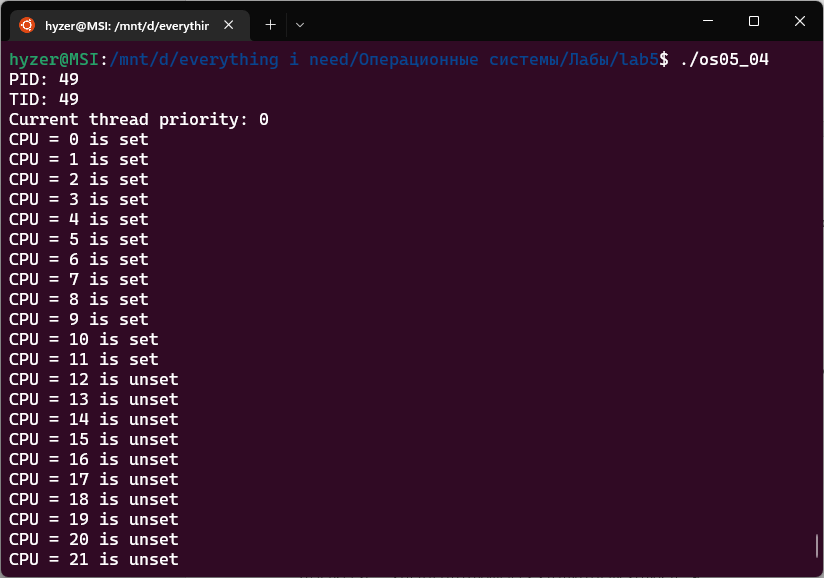 hyzer@MSI: /mnt/d/everythir
hyzer@MSI:/mnt/d/everything i need/Операционные системы/Лабы/lab5$ ./os05_04
PID: 49
TID: 49
Current thread priority: 0
CPU = 0 is set
CPU = 1 is set
CPU = 2 is set
CPU = 3 is set
CPU = 4 is set
CPU = 5 is set
CPU = 6 is set
CPU = 7 is set
CPU = 8 is set
CPU = 9 is set
CPU = 10 is set
CPU = 11 is set
CPU = 12 is unset
CPU = 13 is unset
CPU = 14 is unset
CPU = 15 is unset
CPU = 16 is unset
CPU = 17 is unset
CPU = 18 is unset
CPU = 19 is unset
CPU = 20 is unset
CPU = 21 is unset